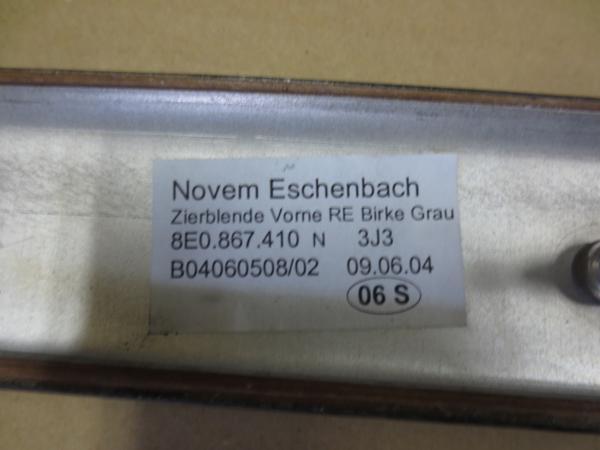 Novem Eschenbach
Zierblende Vorne RE Birke Grau
8E0.867.410 N 3J3
B04060508/02 09.06.04
06 S